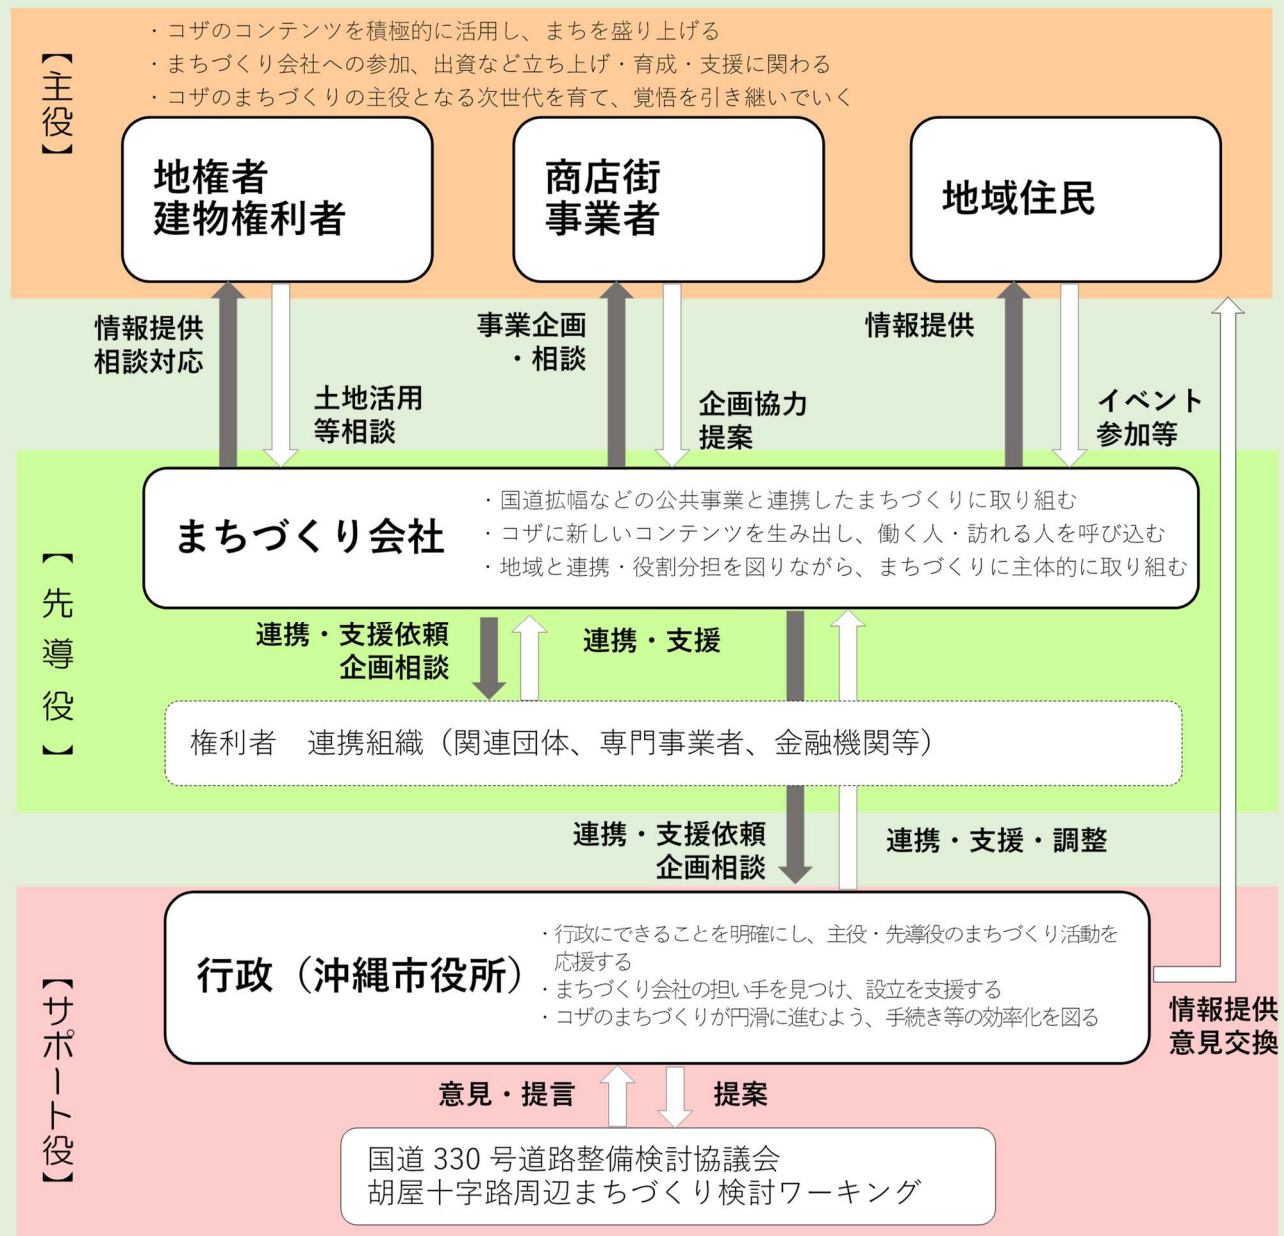 【主役】
・コザのコンテンツを積極的に活用し、まちを盛り上げる
・まちづくり会社への参加、出資など立ち上げ・育成・支援に関わる
・コザのまちづくりの主役となる次世代を育て、覚悟を引き継いでいく
地権者
建物権利者
商店街
事業者
地域住民
情報提供
相談対応
土地活用
等相談
事業企画
・相談
企画協力
提案
情報提供
イベント
参加等
【先導役】
まちづくり会社
・国道拡幅などの公共事業と連携したまちづくりに取り組む
・コザに新しいコンテンツを生み出し、働く人・訪れる人を呼び込む
・地域と連携・役割分担を図りながら、まちづくりに主体的に取り組む
連携・支援依頼
企画相談
連携・支援
権利者　連携組織（関連団体、専門事業者、金融機関等）
連携・支援依頼
企画相談
連携・支援・調整
【サポート役】
行政（沖縄市役所）
・行政にできることを明確にし、主役・先導役のまちづくり活動を
応援する
・まちづくり会社の担い手を見つけ、設立を支援する
・コザのまちづくりが円滑に進むよう、手続き等の効率化を図る
情報提供
意見交換
意見・提言
提案
国道 330 号道路整備検討協議会
胡屋十字路周辺まちづくり検討ワーキング